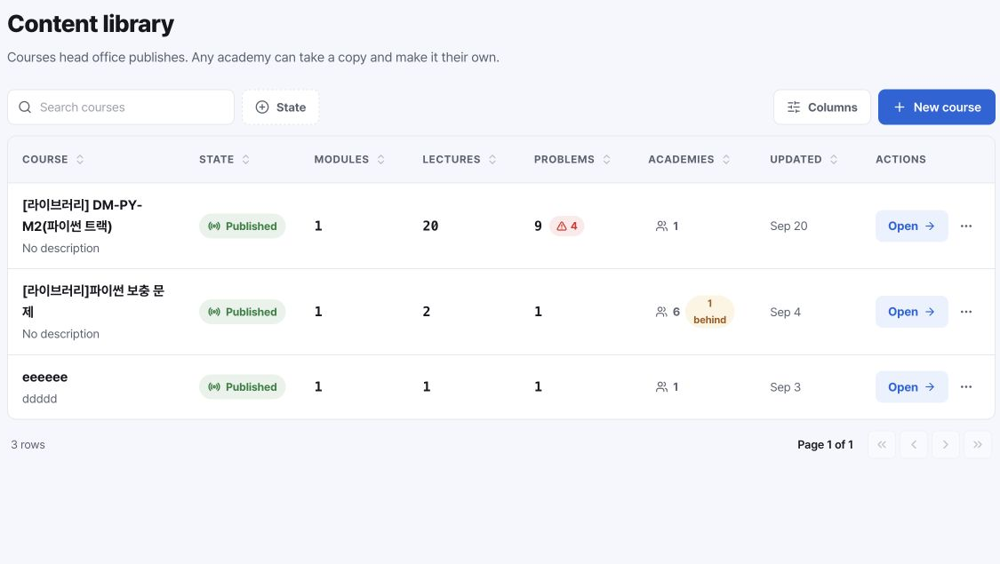 Content library
Courses head office publishes. Any academy can take a copy and make it their own.
Search courses
State
Columns
New course
COURSE STATE MODULES LECTURES PROBLEMS ACADEMIES UPDATED ACTIONS
[라이브러리] DM-PY-
M2(파이썬 트랙)
No description
Published 1 20 9 4 1 Sep 20 Open
[라이브러리]파이썬 보충 문
제
No description
Published 1 2 1 6 1
behind
Sep 4 Open
eeeeee
ddddd
Published 1 1 1 1 Sep 3 Open
3 rows
Page 1 of 1